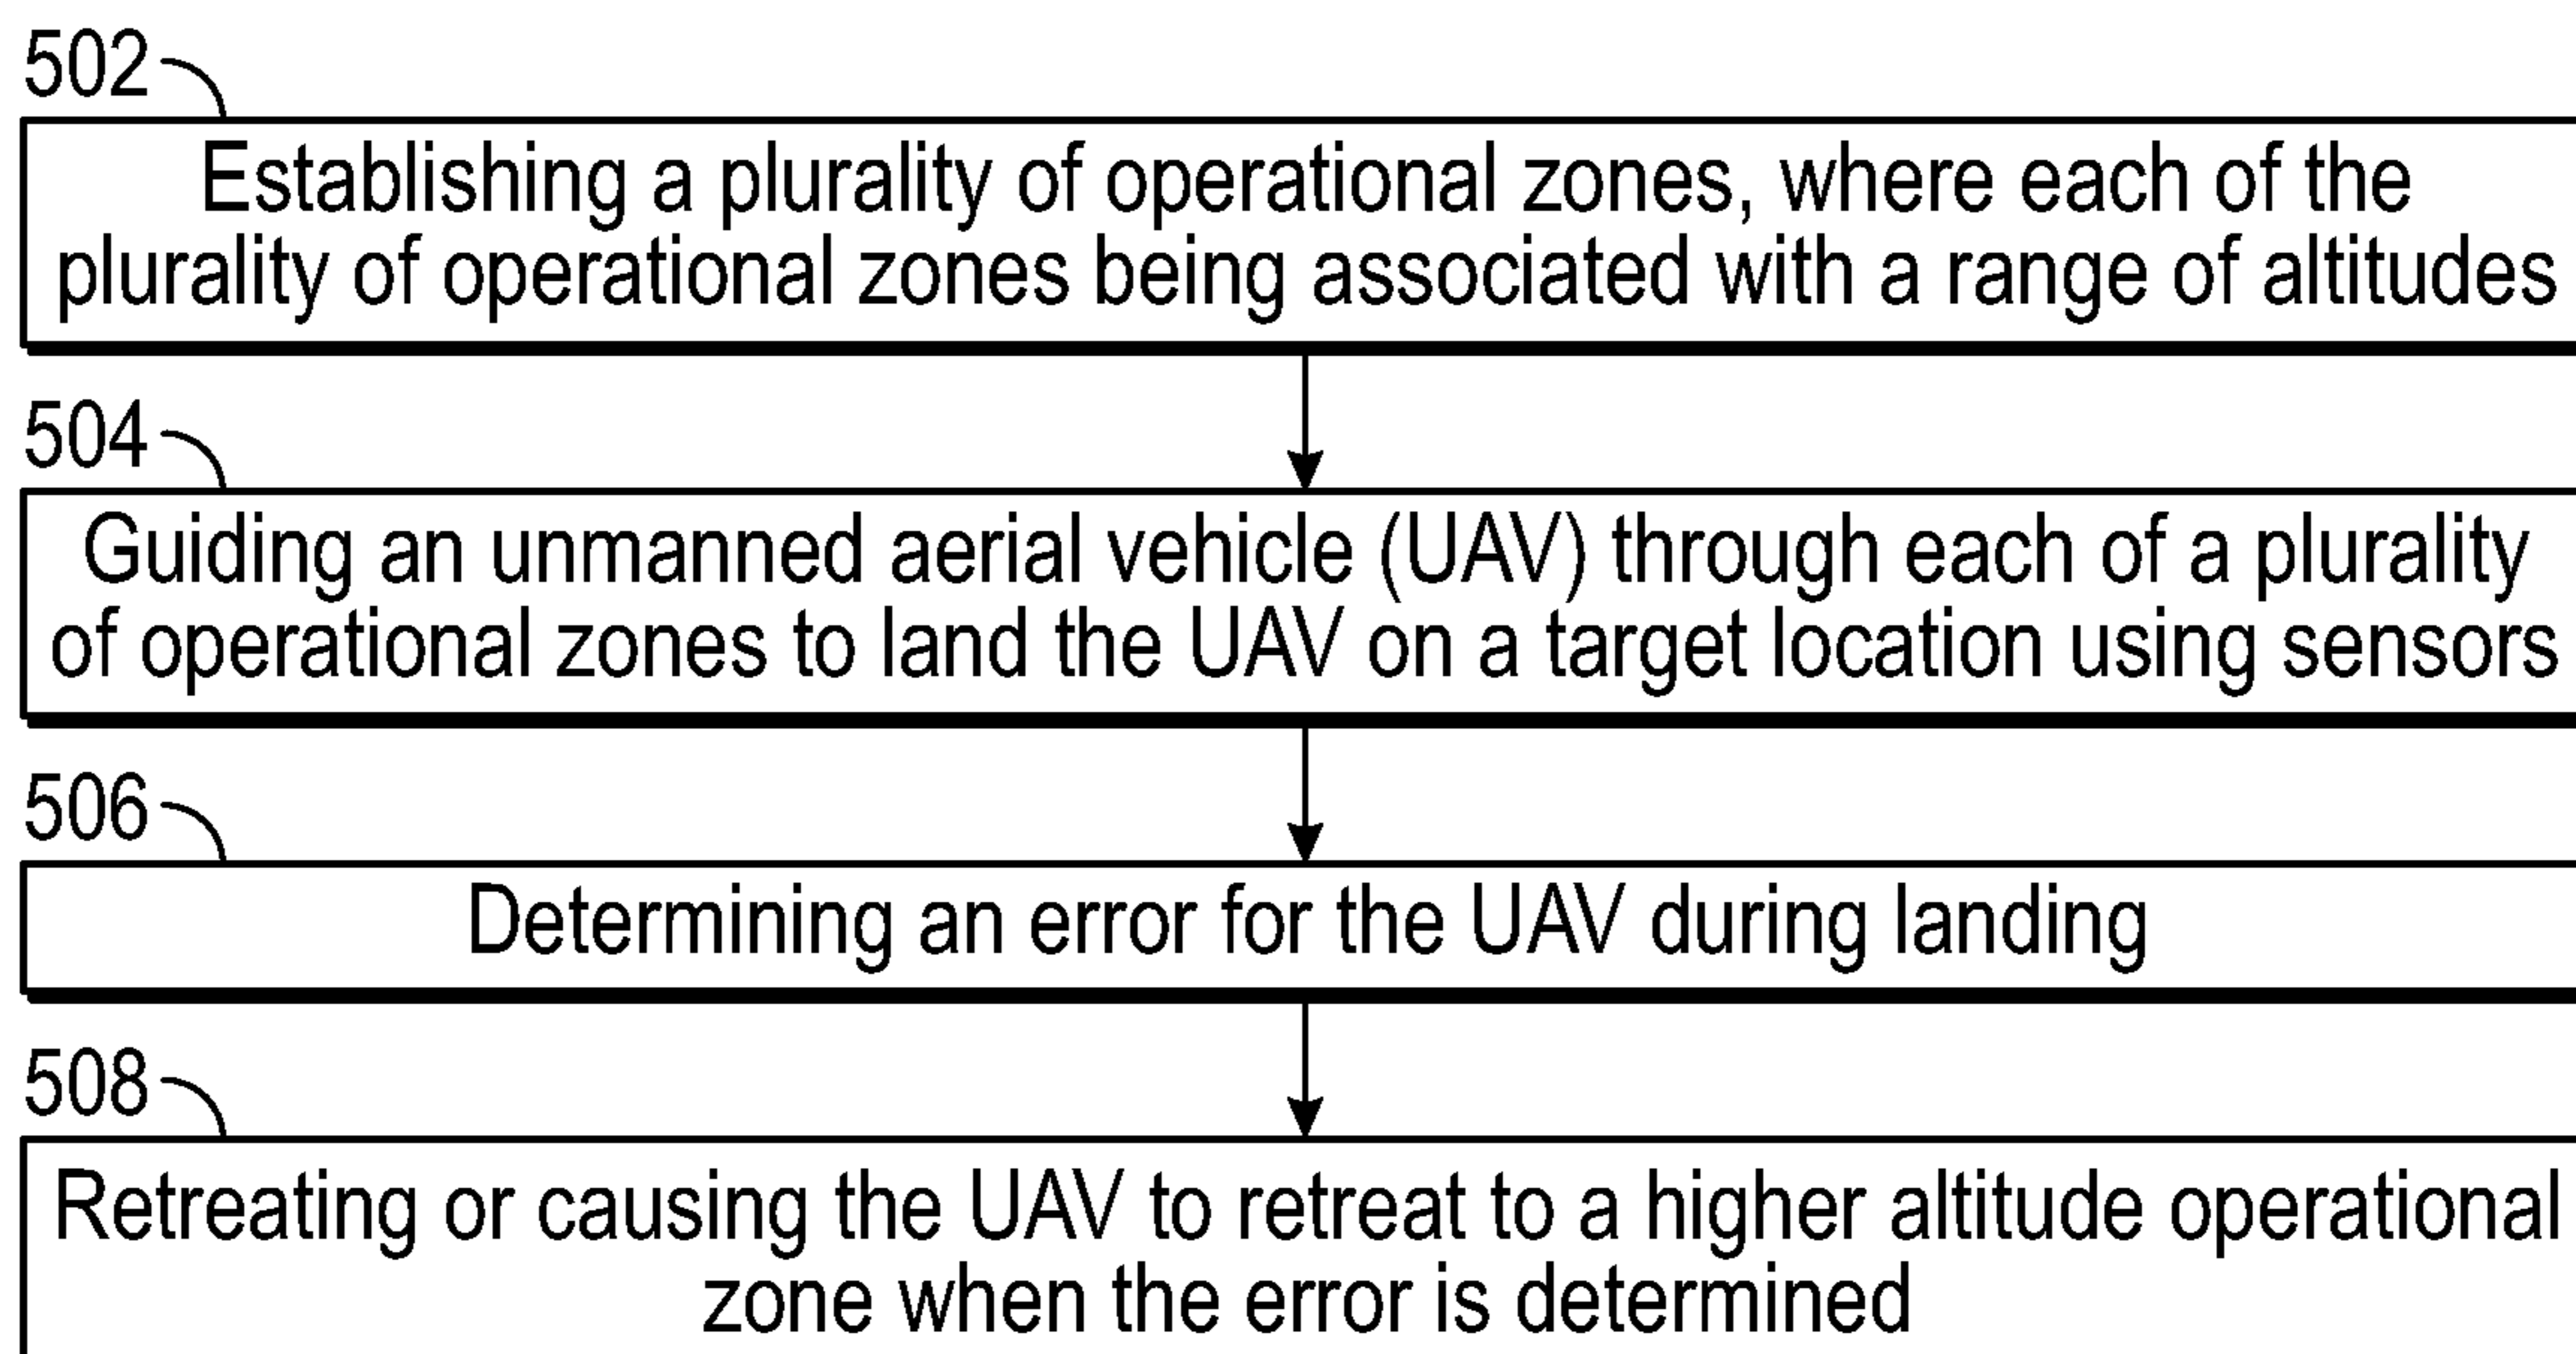 502
Establishing a plurality of operational zones, where each of the
plurality of operational zones being associated with a range of altitudes
504
Guiding an unmanned aerial vehicle (UAV) through each of a plurality
of operational zones to land the UAV on a target location using sensors
506
Determining an error for the UAV during landing
508
Retreating or causing the UAV to retreat to a higher altitude operational
zone when the error is determined